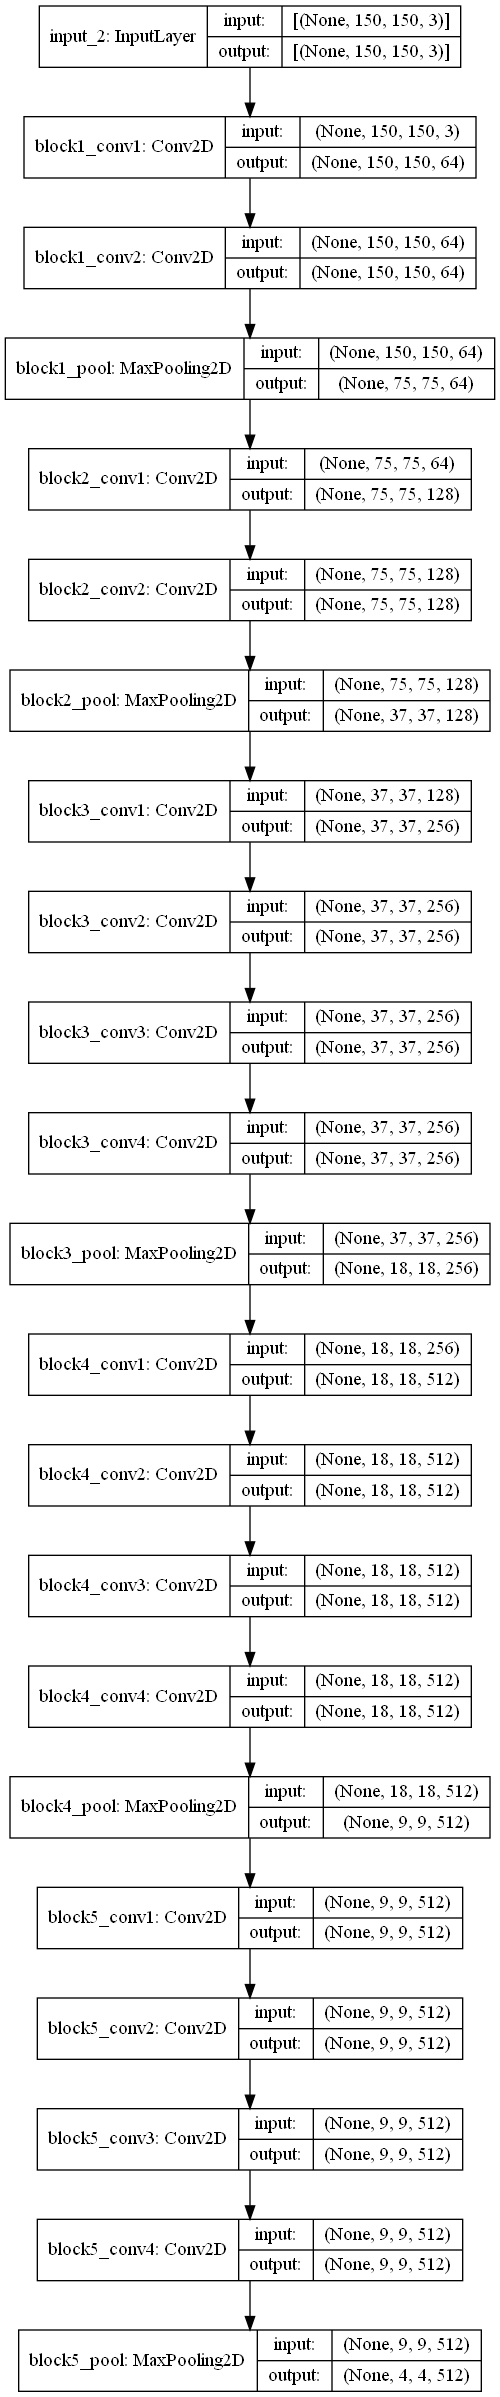 input_2: InputLayer
input: [(None, 150, 150, 3)]
output: [(None, 150, 150, 3)]
block1_conv1: Conv2D
input: (None, 150, 150, 3)
output: (None, 150, 150, 64)
block1_conv2: Conv2D
input: (None, 150, 150, 64)
output: (None, 150, 150, 64)
block1_pool: MaxPooling2D
input: (None, 150, 150, 64)
output: (None, 75, 75, 64)
block2_conv1: Conv2D
input: (None, 75, 75, 64)
output: (None, 75, 75, 128)
block2_conv2: Conv2D
input: (None, 75, 75, 128)
output: (None, 75, 75, 128)
block2_pool: MaxPooling2D
input: (None, 75, 75, 128)
output: (None, 37, 37, 128)
block3_conv1: Conv2D
input: (None, 37, 37, 128)
output: (None, 37, 37, 256)
block3_conv2: Conv2D
input: (None, 37, 37, 256)
output: (None, 37, 37, 256)
block3_conv3: Conv2D
input: (None, 37, 37, 256)
output: (None, 37, 37, 256)
block3_conv4: Conv2D
input: (None, 37, 37, 256)
output: (None, 37, 37, 256)
block3_pool: MaxPooling2D
input: (None, 37, 37, 256)
output: (None, 18, 18, 256)
block4_conv1: Conv2D
input: (None, 18, 18, 256)
output: (None, 18, 18, 512)
block4_conv2: Conv2D
input: (None, 18, 18, 512)
output: (None, 18, 18, 512)
block4_conv3: Conv2D
input: (None, 18, 18, 512)
output: (None, 18, 18, 512)
block4_conv4: Conv2D
input: (None, 18, 18, 512)
output: (None, 18, 18, 512)
block4_pool: MaxPooling2D
input: (None, 18, 18, 512)
output: (None, 9, 9, 512)
block5_conv1: Conv2D
input: (None, 9, 9, 512)
output: (None, 9, 9, 512)
block5_conv2: Conv2D
input: (None, 9, 9, 512)
output: (None, 9, 9, 512)
block5_conv3: Conv2D
input: (None, 9, 9, 512)
output: (None, 9, 9, 512)
block5_conv4: Conv2D
input: (None, 9, 9, 512)
output: (None, 9, 9, 512)
block5_pool: MaxPooling2D
input: (None, 9, 9, 512)
output: (None, 4, 4, 512)